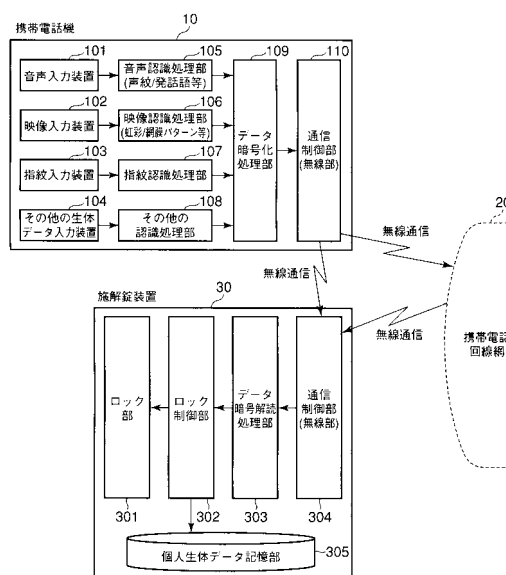 携帯電話機
10
101
音声入力装置
105
音声認識処理部
(声紋/発話語等)
102
映像入力装置
106
映像認識処理部
(虹彩/網膜パターン等)
103
指紋入力装置
107
指紋認識処理部
104
その他の生体
データ入力装置
108
その他の
認識処理部
109
データ
暗号化
処理部
110
通信
制御部
(無線部)
無線通信
無線通信
無線通信
20
携帯電話
回線網
施解錠装置
30
ロック
部
ロック
制御部
データ
暗号解読
処理部
通信
制御部
(無線部)
301
302
303
304
個人生体データ記憶部
305